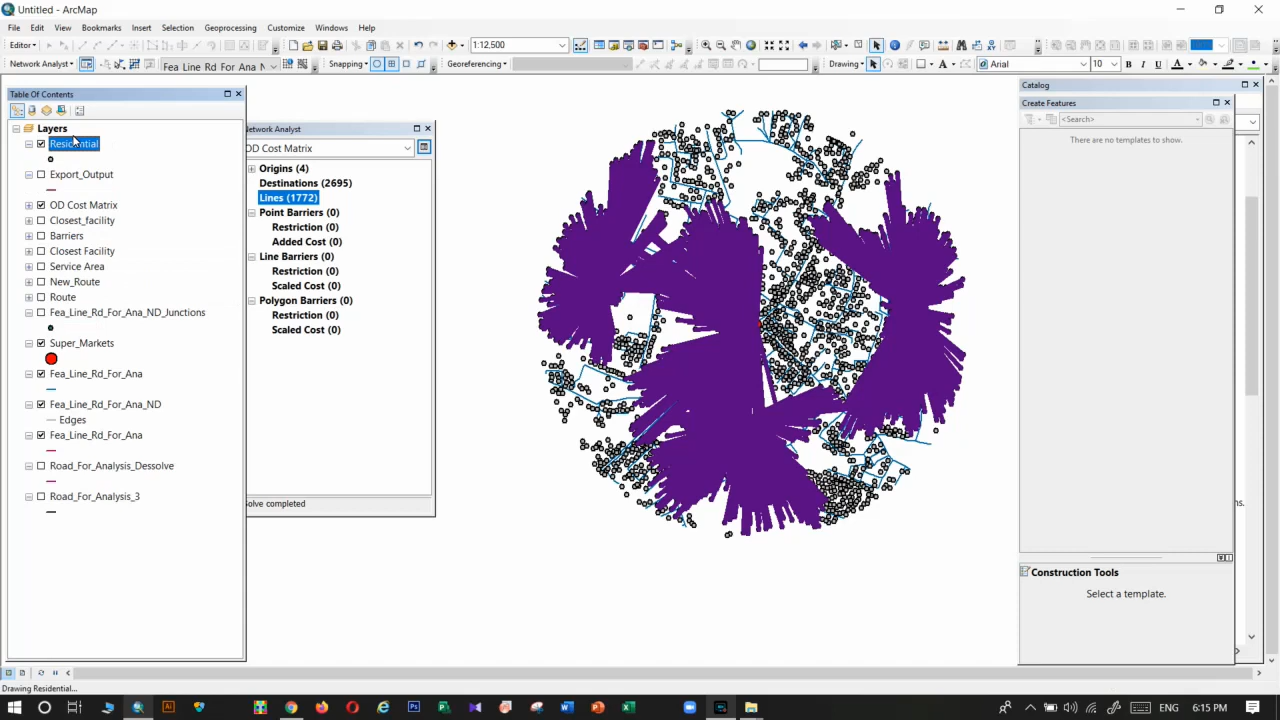 Untitled - ArcMap
File Edit View Bookmarks Insert Selection Geoprocessing Customize Windows Help
Editor 1:12,500
Network Analyst Fea_Line_Rd_For_Ana_N Snapping Georeferencing Drawing Arial 10 B I U A
Table Of Contents
Layers
Residential
Export_Output
OD Cost Matrix
Closest_facility
Barriers
Closest Facility
Service Area
New_Route
Route
Fea_Line_Rd_For_Ana_ND_Junctions
Super_Markets
Fea_Line_Rd_For_Ana
Fea_Line_Rd_For_Ana_ND
Edges
Fea_Line_Rd_For_Ana
Road_For_Analysis_Dessolve
Road_For_Analysis_3
Network Analyst
OD Cost Matrix
Origins (4)
Destinations (2695)
Lines (1772)
Point Barriers (0)
Restriction (0)
Added Cost (0)
Line Barriers (0)
Restriction (0)
Scaled Cost (0)
Polygon Barriers (0)
Restriction (0)
Scaled Cost (0)
Solve completed
Catalog
Create Features
<Search>
There are no templates to show.
Construction Tools
Select a template.
Drawing Residential...
ENG 6:15 PM